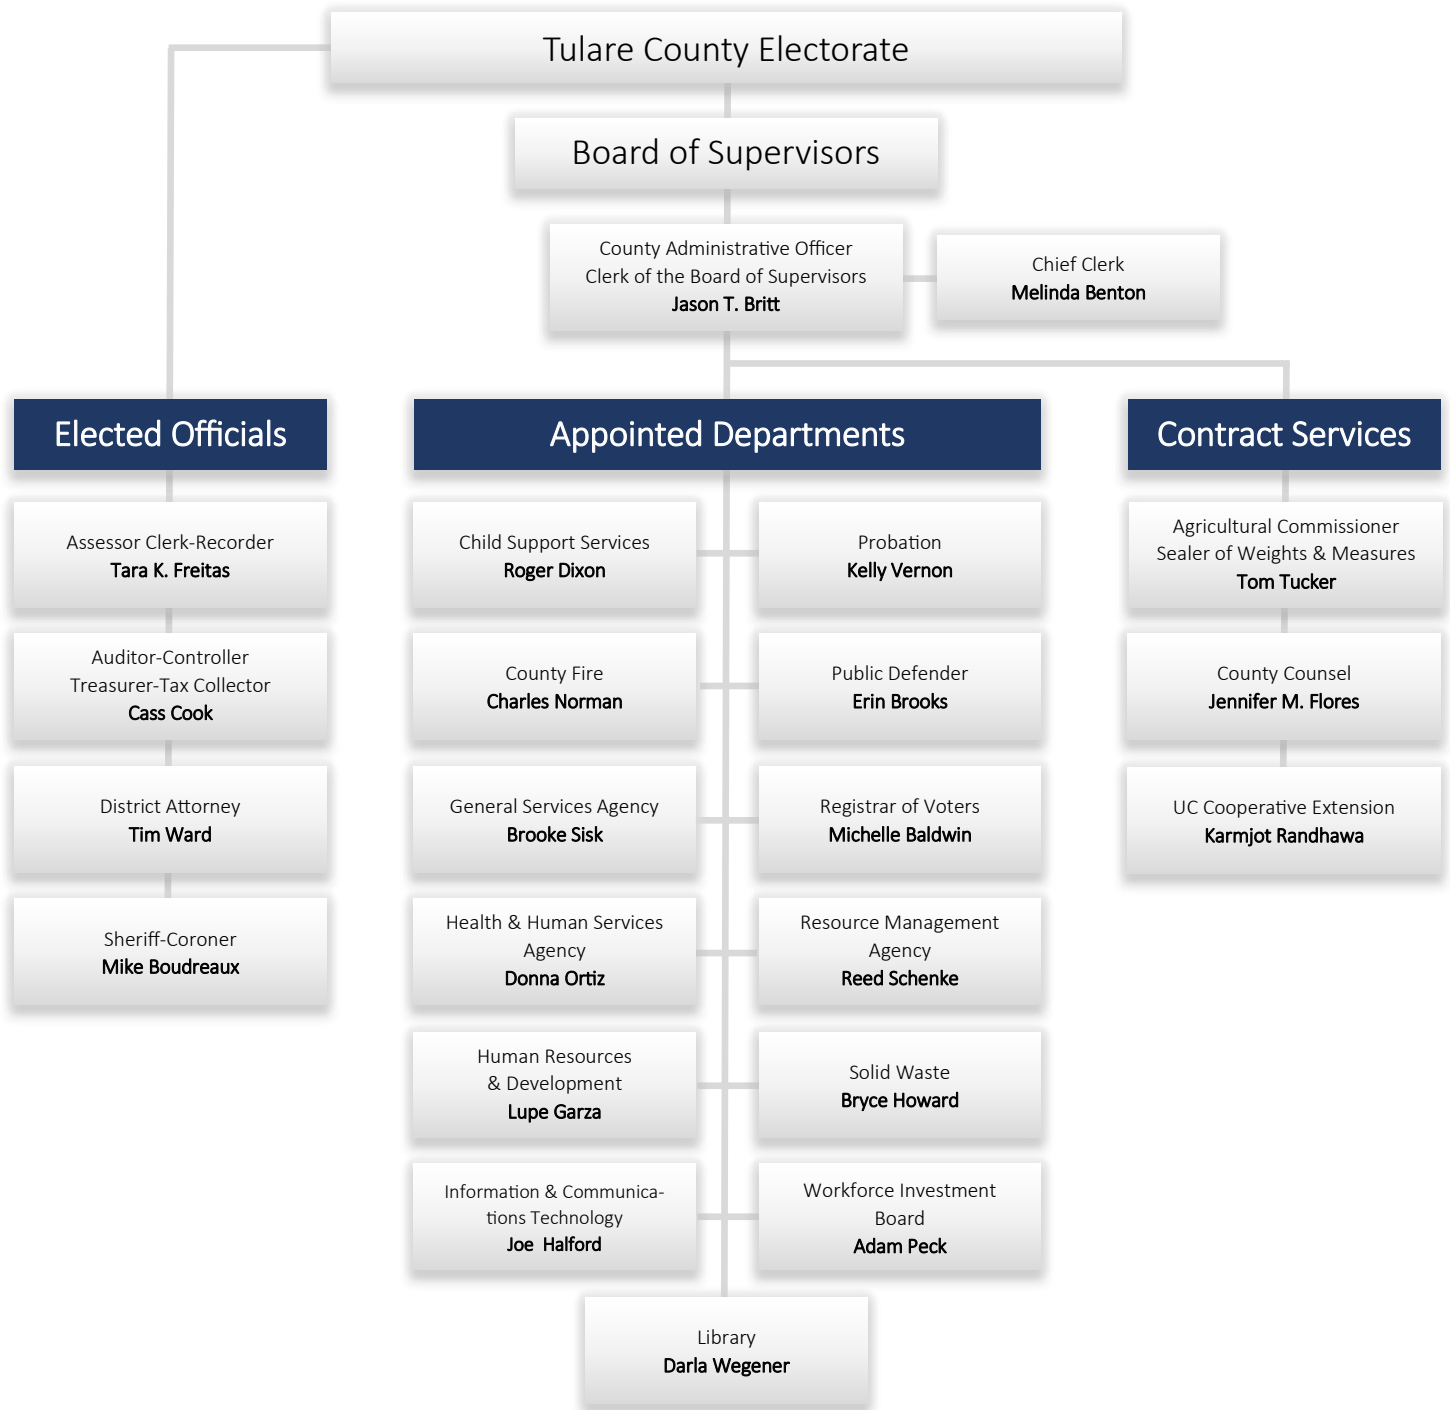 Tulare County Electorate
Board of Supervisors
County Administrative Officer
Clerk of the Board of Supervisors
Jason T. Britt
Chief Clerk
Melinda Benton
Elected Officials
Assessor Clerk-Recorder
Tara K. Freitas
Auditor-Controller
Treasurer-Tax Collector
Cass Cook
District Attorney
Tim Ward
Sheriff-Coroner
Mike Boudreaux
Appointed Departments
Child Support Services
Roger Dixon
Probation
Kelly Vernon
County Fire
Charles Norman
Public Defender
Erin Brooks
General Services Agency
Brooke Sisk
Registrar of Voters
Michelle Baldwin
Health & Human Services
Agency
Donna Ortiz
Resource Management
Agency
Reed Schenke
Human Resources
& Development
Lupe Garza
Solid Waste
Bryce Howard
Information & Communica-
tions Technology
Joe  Halford
Workforce Investment
Board
Adam Peck
Library
Darla Wegener
Contract Services
Agricultural Commissioner
Sealer of Weights & Measures
Tom Tucker
County Counsel
Jennifer M. Flores
UC Cooperative Extension
Karmjot Randhawa